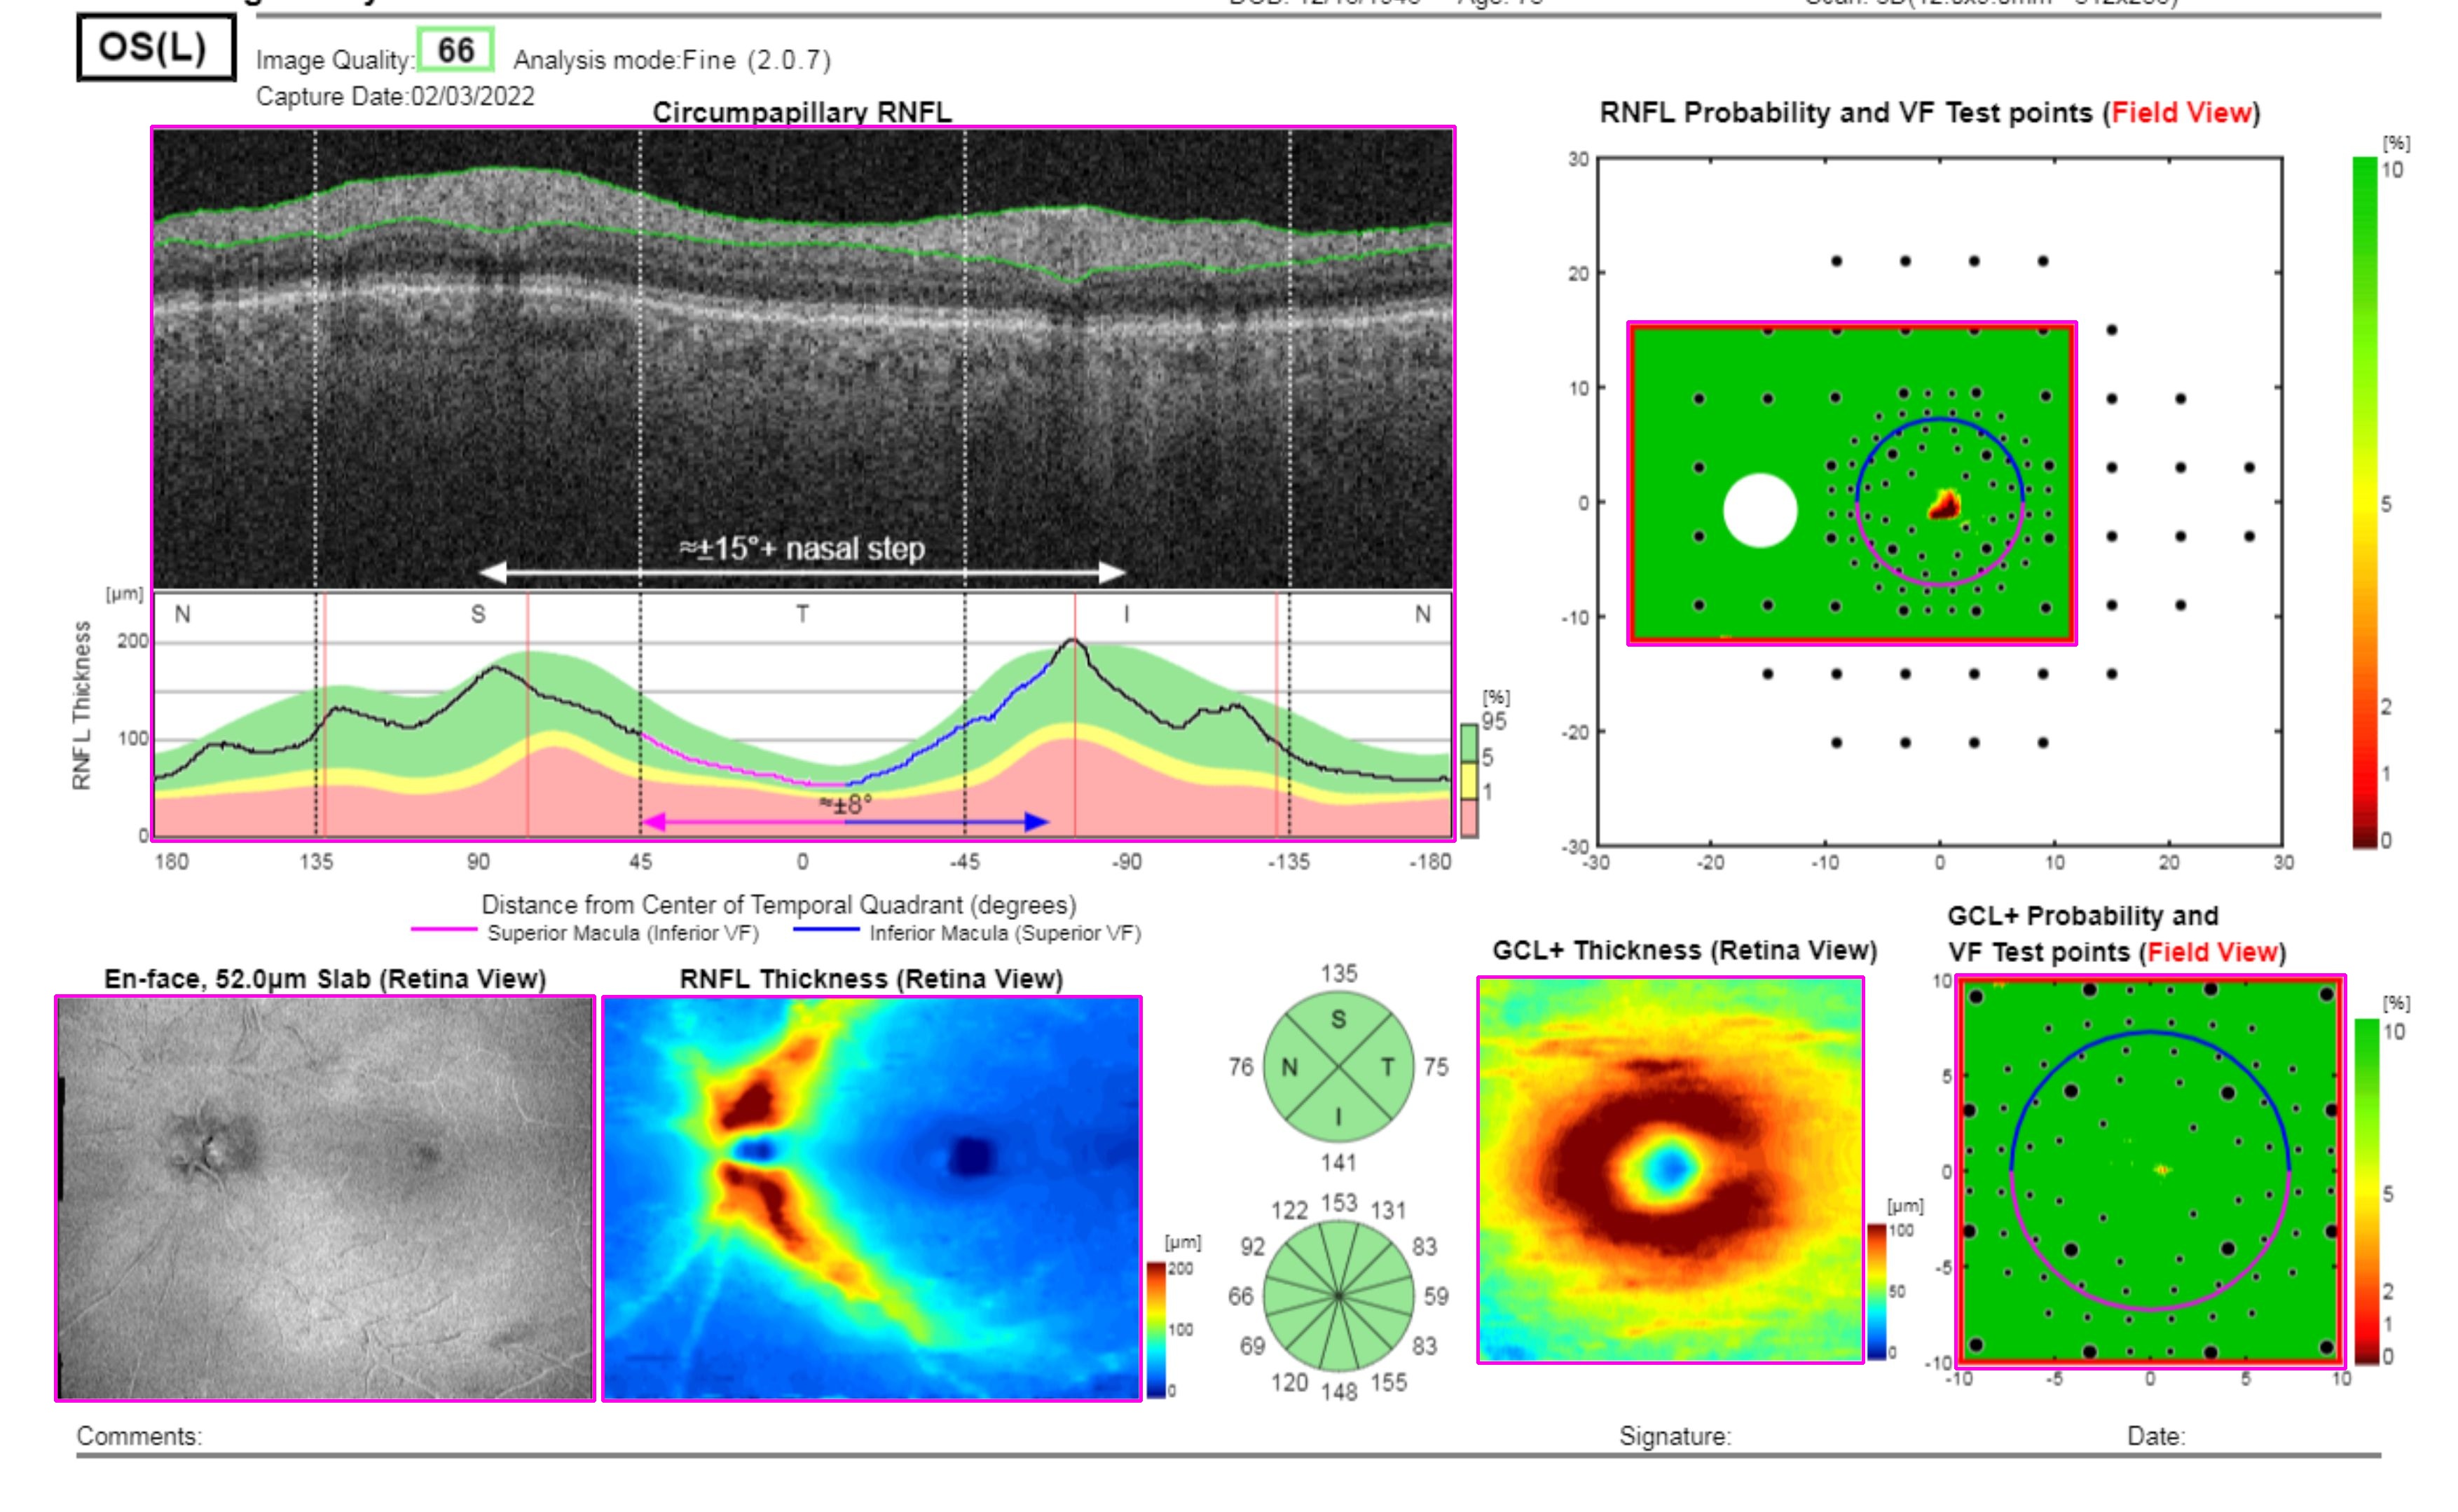 OS(L)
Image Quality: 66 Analysis mode:Fine (2.0.7)
Capture Date:02/03/2022
Circumpapillary RNFL
≈±15°+ nasal step
[µm]
N S T I N
RNFL Thickness
200
100
0
≈±8°
[%]
95
5
1
180 135 90 45 0 -45 -90 -135 -180
Distance from Center of Temporal Quadrant (degrees)
Superior Macula (Inferior VF) Inferior Macula (Superior VF)
RNFL Probability and VF Test points (Field View)
30
20
10
0
-10
-20
-30
-30 -20 -10 0 10 20 30
[%]
10
5
2
1
0
En-face, 52.0µm Slab (Retina View)
RNFL Thickness (Retina View)
[µm]
200
100
0
135
S
76 N T 75
I
141
122 153 131
92 83
66 59
69 83
120 148 155
GCL+ Thickness (Retina View)
[µm]
100
50
0
GCL+ Probability and
VF Test points (Field View)
10
5
0
-5
-10
-10 -5 0 5 10
[%]
10
5
2
1
0
Comments: Signature: Date: